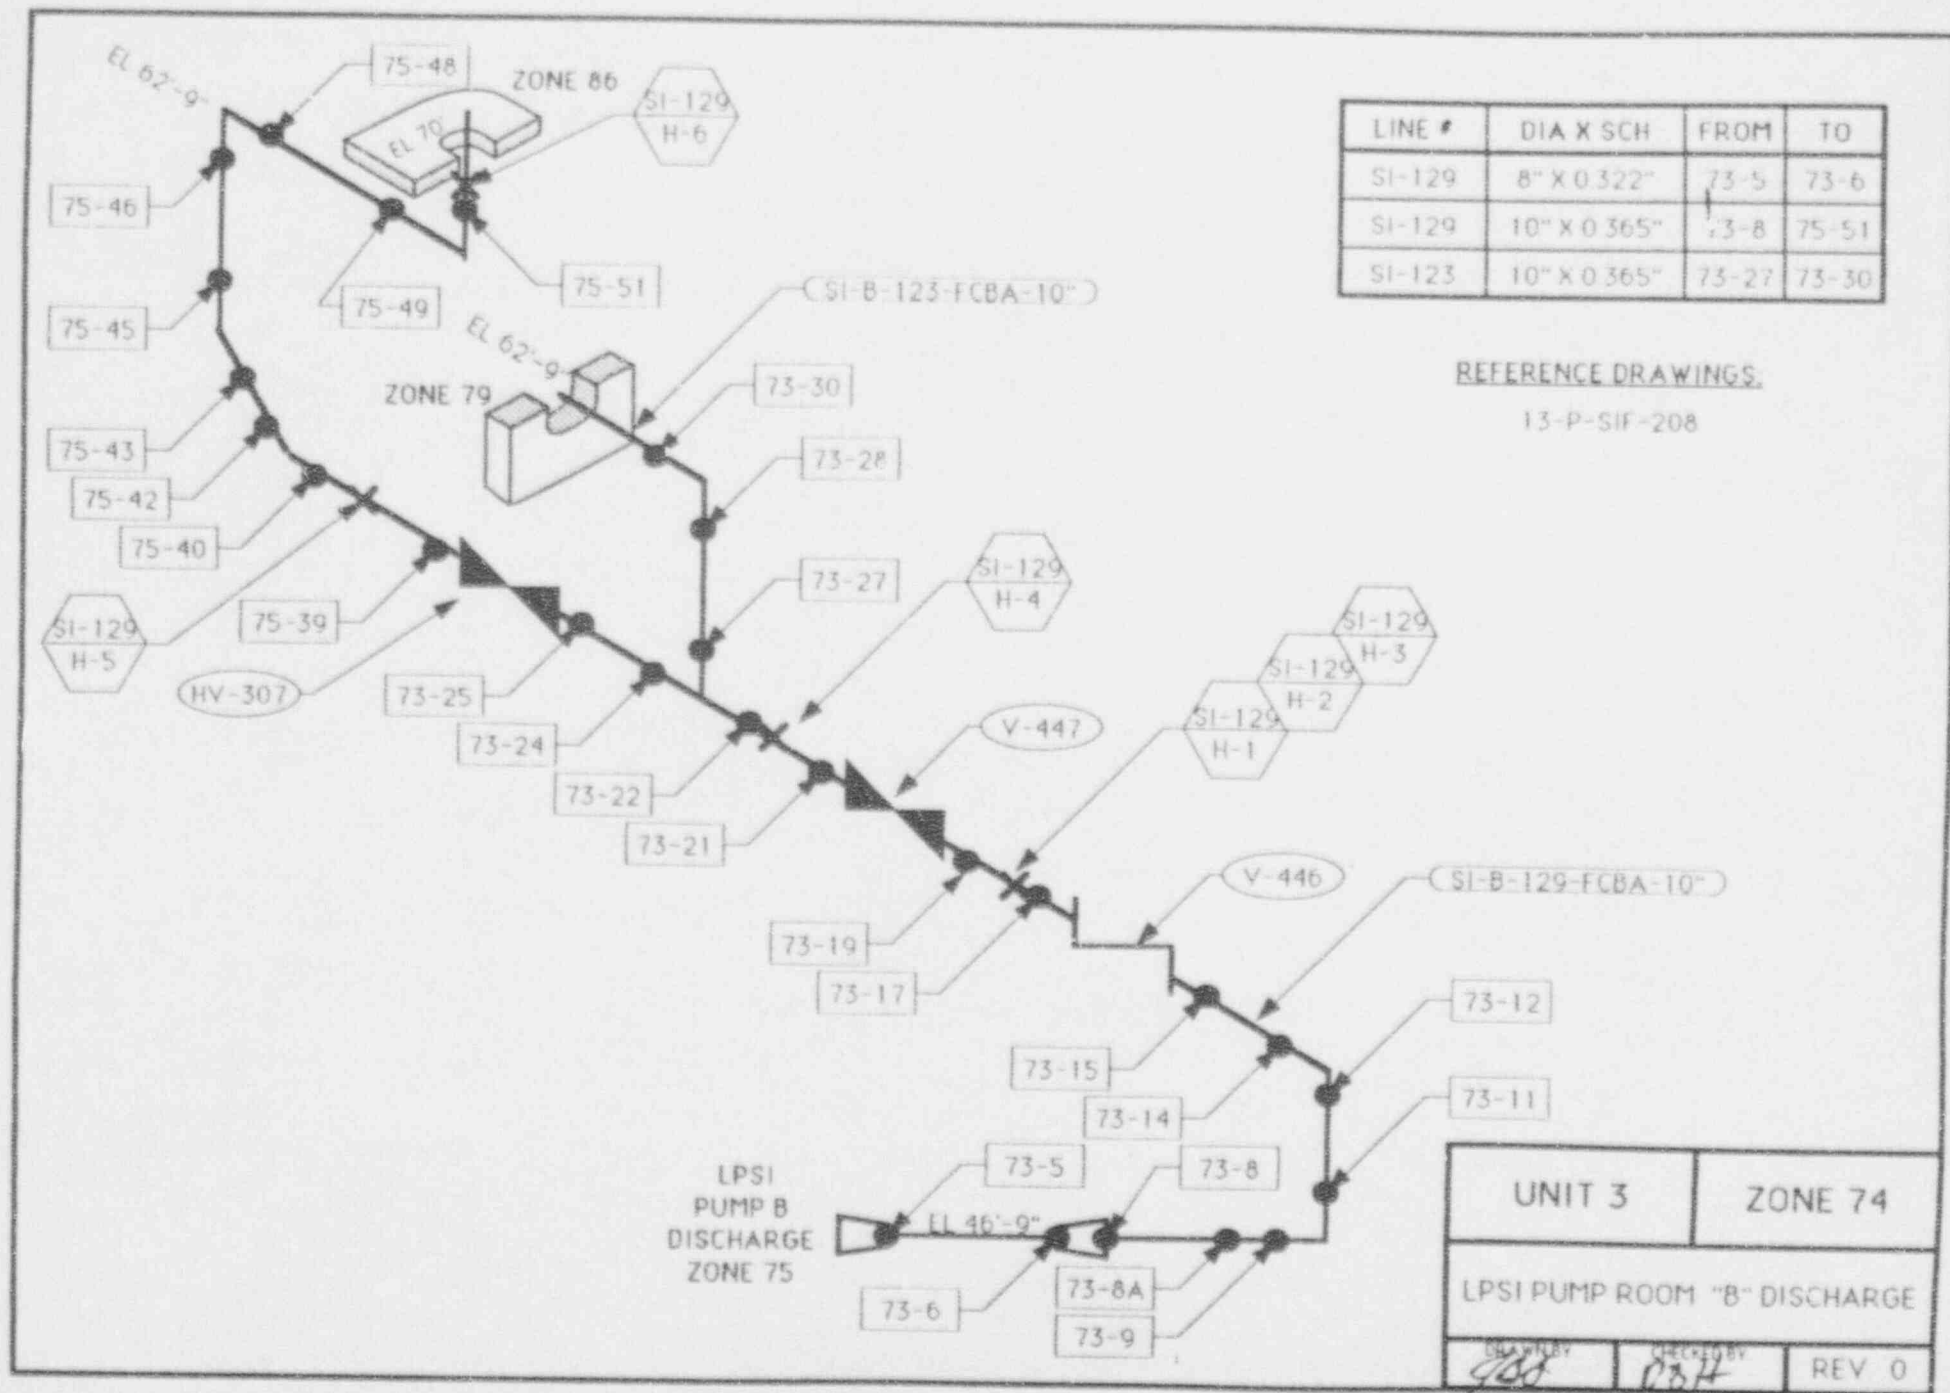 EL 62'-9"
75-48
ZONE 86
SI-129
H-6
EL 70'
75-46
75-45
75-49
75-51
(SI-B-123-FCBA-10")
EL 62'-9"
ZONE 79
73-30
73-28
73-27
75-43
75-42
75-40
75-39
SI-129
H-5
HV-307
73-25
73-24
73-22
73-21
SI-129
H-4
V-447
SI-129
H-3
SI-129
H-2
SI-129
H-1
73-19
73-17
V-446
(SI-B-129-FCBA-10")
73-15
73-14
73-12
73-11
LPSI
PUMP B
DISCHARGE
ZONE 75
73-5
EL 46'-9"
73-8
73-6
73-8A
73-9
LINE # DIA X SCH FROM TO
SI-129 8" X 0.322" 73-5 73-6
SI-129 10" X 0.365" 73-8 75-51
SI-123 10" X 0.365" 73-27 73-30
REFERENCE DRAWINGS.
13-P-SIF-208
UNIT 3 ZONE 74
LPSI PUMP ROOM "B" DISCHARGE
DRAWN BY CHECKED BY REV 0